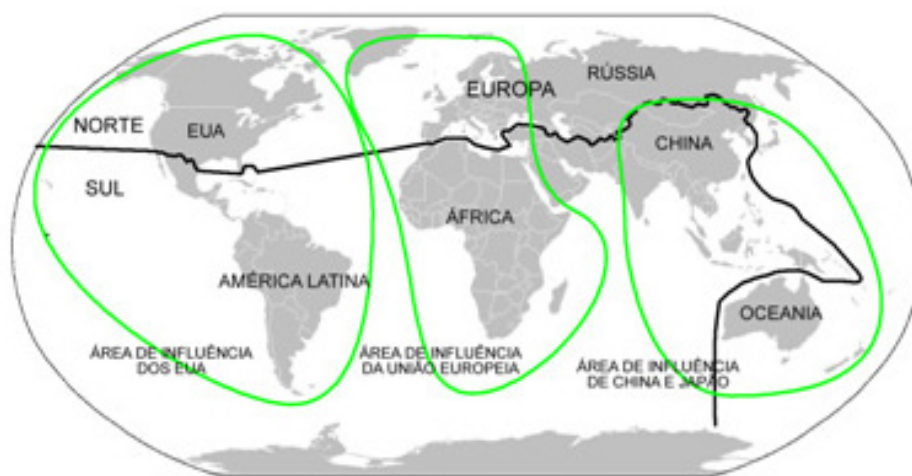 RÚSSIA
EUROPA
NORTE
EUA
CHINA
SUL
ÁFRICA
AMÉRICA LATINA
OCEANIA
ÁREA DE INFLUÊNCIA
DOS EUA
ÁREA DE INFLUÊNCIA
DA UNIÃO EUROPEIA
ÁREA DE INFLUÊNCIA
DE CHINA E JAPÃO